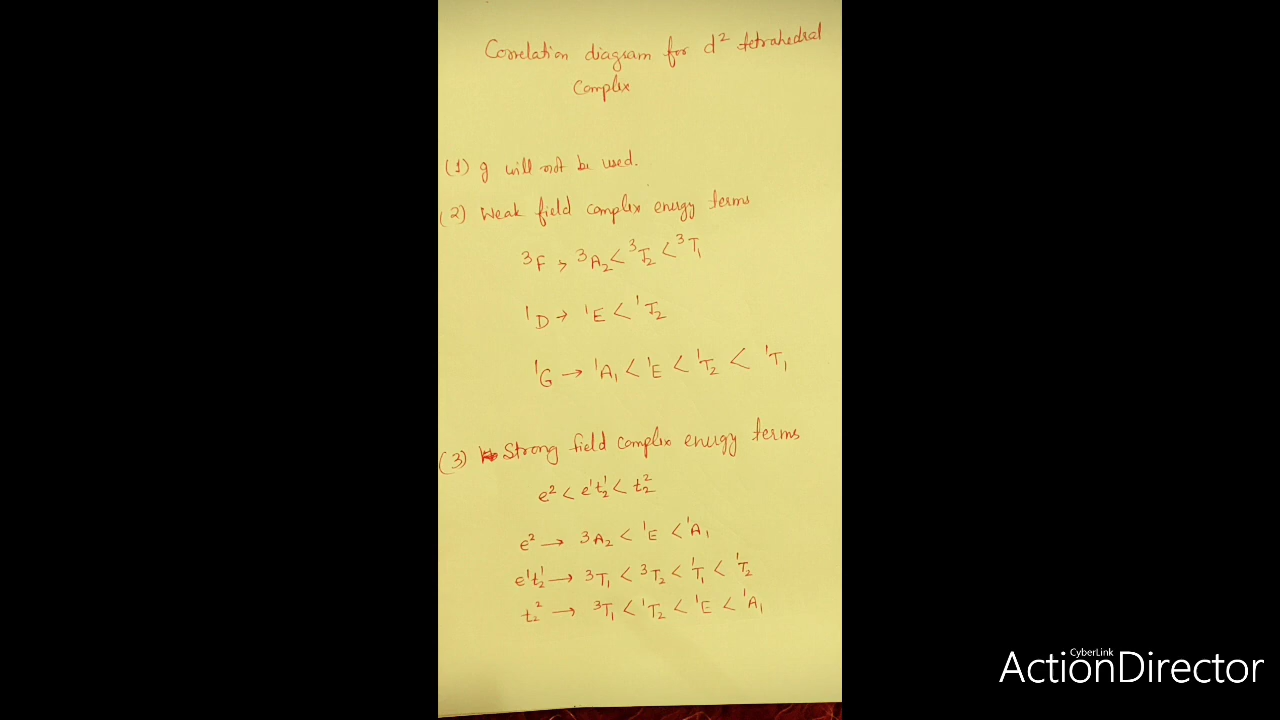 Correlation diagram for d² tetrahedral
Complex
(1) g will not be used.
(2) Weak field complex energy terms
³F → ³A₂ < ³T₂ < ³T₁
¹D → ¹E < ¹T₂
¹G → ¹A₁ < ¹E < ¹T₂ < ¹T₁
(3) Strong field complex energy terms
e² < e¹t₂¹ < t₂²
e² → ³A₂ < ¹E < ¹A₁
e¹t₂¹ → ³T₁ < ³T₂ < ¹T₁ < ¹T₂
t₂² → ³T₁ < ¹T₂ < ¹E < ¹A₁
CyberLink
ActionDirector